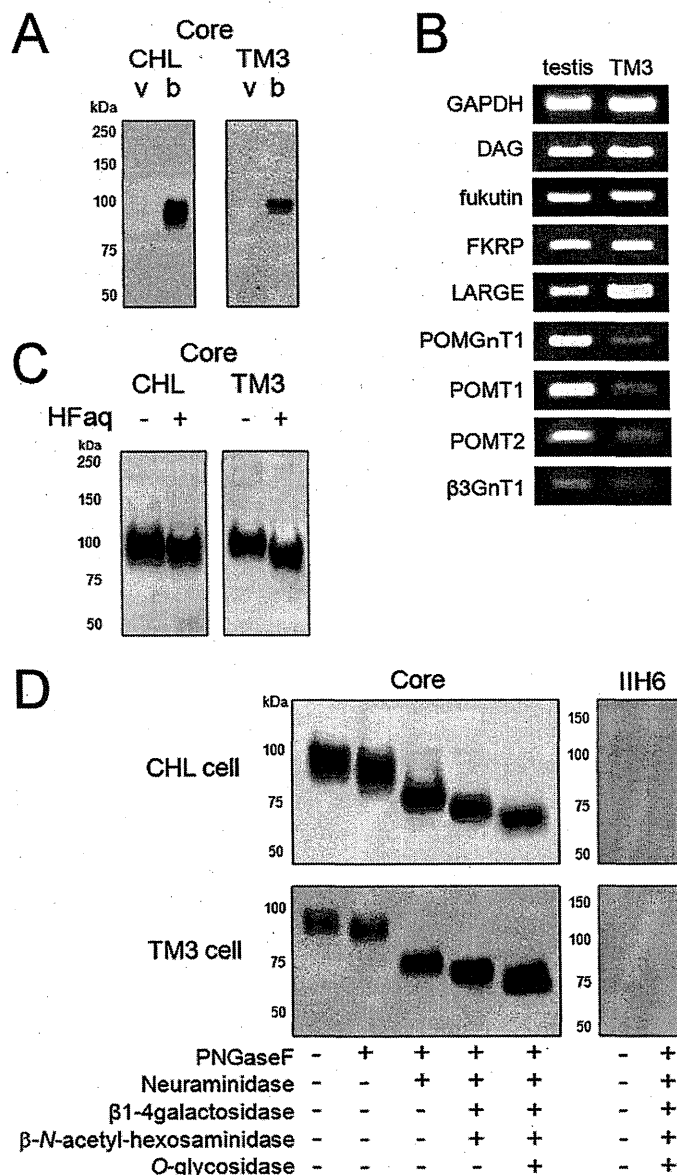 A
Core
CHL TM3
v b v b
kDa
250
150
100
75
50
B
testis TM3
GAPDH
DAG
fukutin
FKRP
LARGE
POMGnT1
POMT1
POMT2
β3GnT1
C
Core
CHL TM3
HFaq - + - +
kDa
250
150
100
75
50
D
Core IIH6
kDa
CHL cell
100
75
50
150
100
75
50
TM3 cell
100
75
50
150
100
75
50
PNGaseF - + + + + - +
Neuraminidase - - + + + - +
β1-4galactosidase - - - + + - +
β-N-acetyl-hexosaminidase - - - + + - +
O-glycosidase - - - - + - +